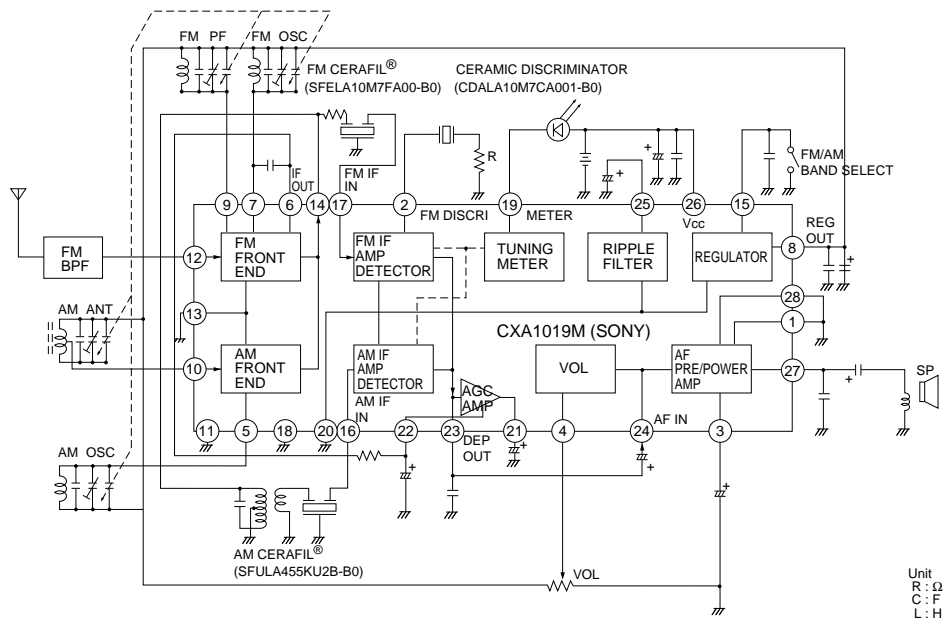 FM PF FM OSC
FM CERAFIL®
(SFELA10M7FA00-B0)
CERAMIC DISCRIMINATOR
(CDALA10M7CA001-B0)
R
FM/AM
BAND SELECT
IF
OUT
FM IF
IN
9 7 6 14 17 2 FM DISCRI 19 METER 25 26 15
Vcc
REG
OUT
8
FM
BPF
12
FM
FRONT
END
FM IF
AMP
DETECTOR
TUNING
METER
RIPPLE
FILTER
REGULATOR
13
28
1
CXA1019M (SONY)
AM ANT
10
AM
FRONT
END
AM IF
AMP
DETECTOR
VOL
AF
PRE/POWER
AMP
27
SP
AM IF
IN
AGC
AMP
11 5 18 20 16 22 23 21 4 24 AF IN 3
DEP
OUT
AM OSC
AM CERAFIL®
(SFULA455KU2B-B0)
VOL
Unit
R : Ω
C : F
L : H